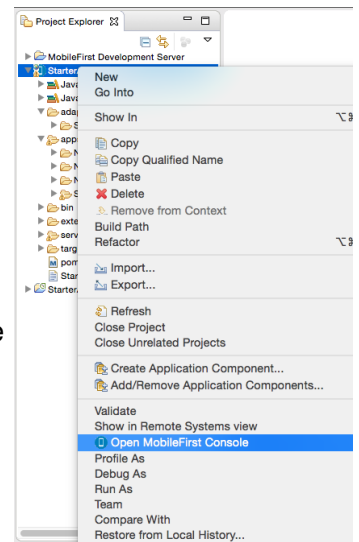 Project Explorer
MobileFirst Development Server
Starter
Java
Java
ada
S
app
N
N
N
S
bin
exte
serv
targ
pom
Star
Starter
New
Go Into
Show In ⌥⌘
Copy
Copy Qualified Name
Paste
Delete
Remove from Context
Build Path
Refactor ⌥⌘
Import...
Export...
Refresh
Close Project
Close Unrelated Projects
Create Application Component...
Add/Remove Application Components...
Validate
Show in Remote Systems view
Open MobileFirst Console
Profile As
Debug As
Run As
Team
Compare With
Restore from Local History...
e